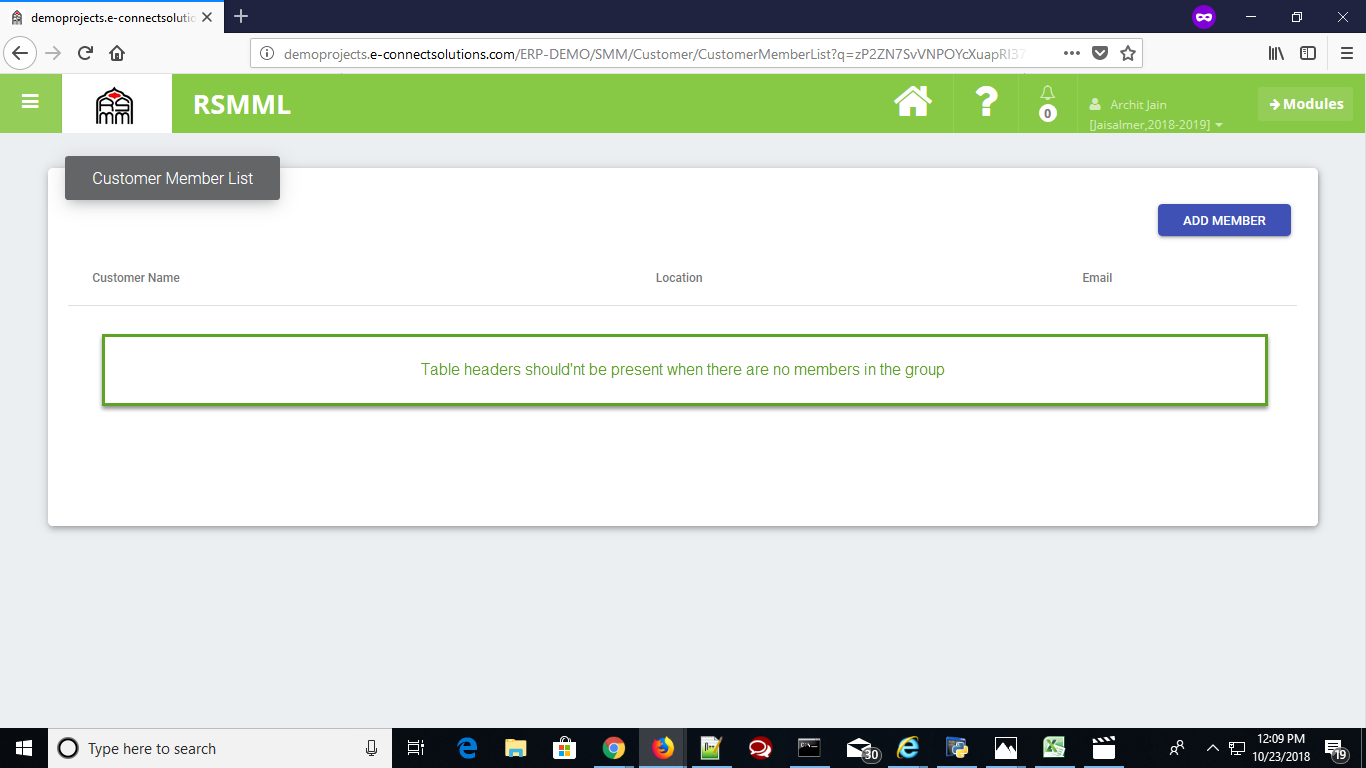 demoprojects.e-connectsolutic
demoprojects.e-connectsolutions.com/ERP-DEMO/SMM/Customer/CustomerMemberList?q=zP2ZN7SvVNPOYcXuapRI37
RSMML
0
Archit Jain
[Jaisalmer,2018-2019]
Modules
Customer Member List
ADD MEMBER
Customer Name Location Email
Table headers should'nt be present when there are no members in the group
Type here to search
30
12:09 PM
10/23/2018
19